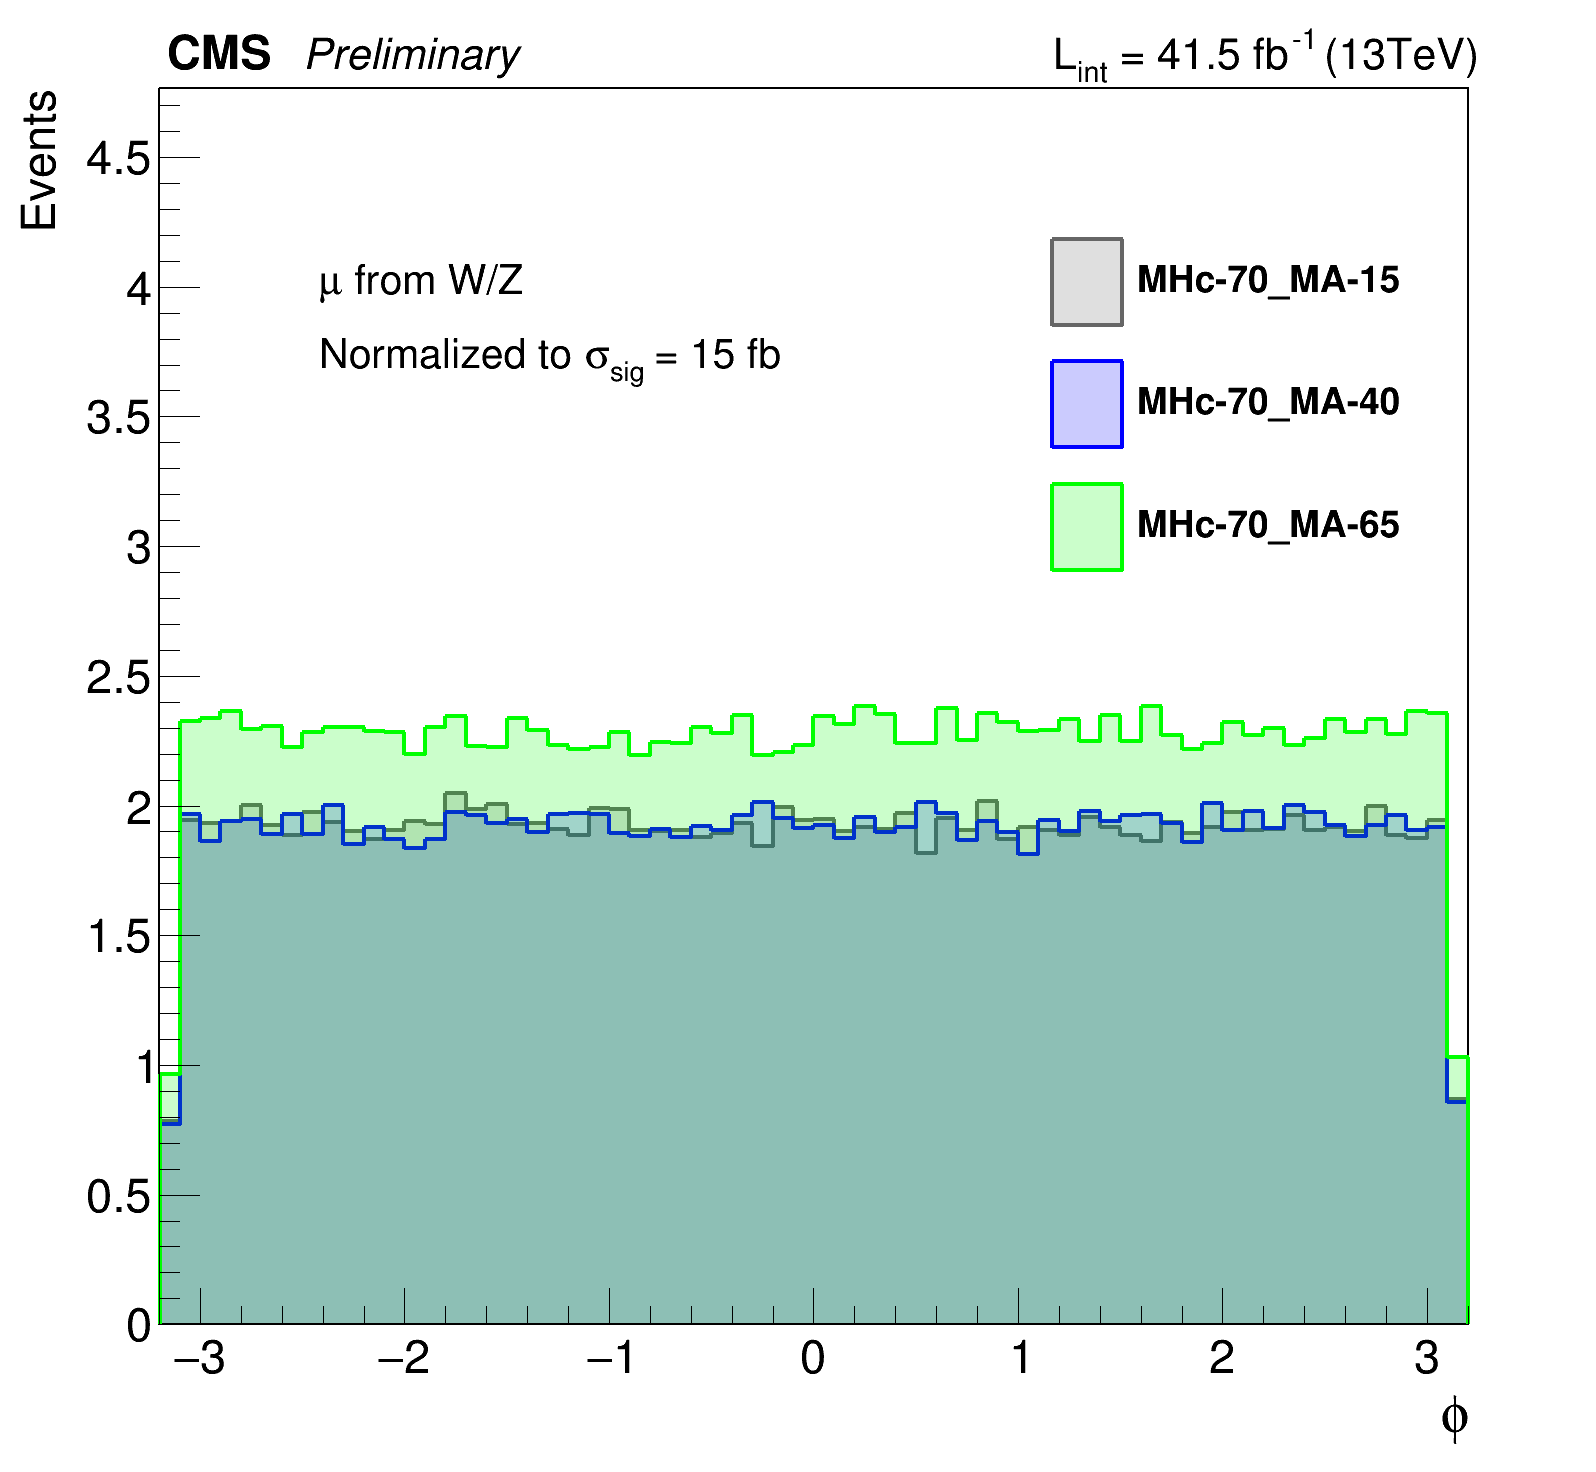 CMS Preliminary L_int = 41.5 fb^-1 (13TeV)
Events
4.5
4
3.5
3
2.5
2
1.5
1
0.5
0
μ from W/Z
Normalized to σ_sig = 15 fb
MHc-70_MA-15
MHc-70_MA-40
MHc-70_MA-65
−3 −2 −1 0 1 2 3
ϕ